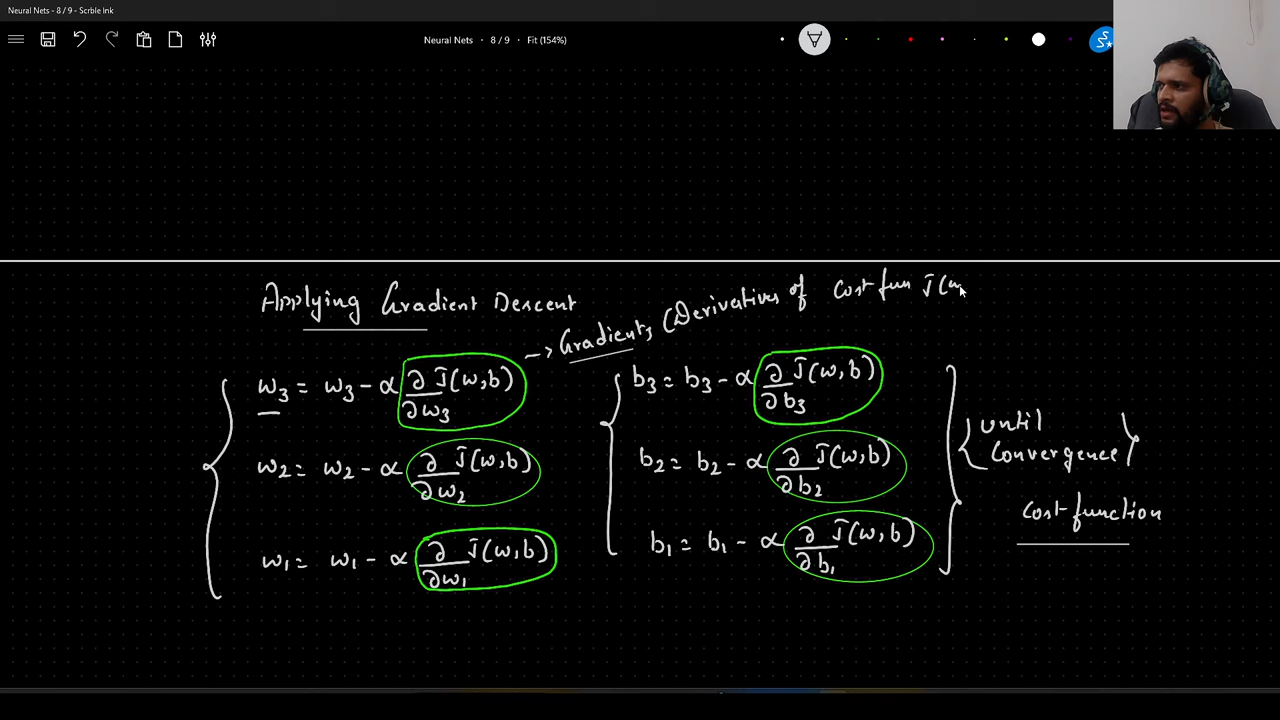 Neural Nets - 8 / 9 - Scrble Ink
Neural Nets • 8 / 9 • Fit (154%)
Applying Gradient Descent
-> Gradients (Derivatives of cost fun J(w
w3 = w3 - α ∂/∂w3 J(w,b)
w2 = w2 - α ∂/∂w2 J(w,b)
w1 = w1 - α ∂/∂w1 J(w,b)
b3 = b3 - α ∂/∂b3 J(w,b)
b2 = b2 - α ∂/∂b2 J(w,b)
b1 = b1 - α ∂/∂b1 J(w,b)
{ until
convergence }
cost function